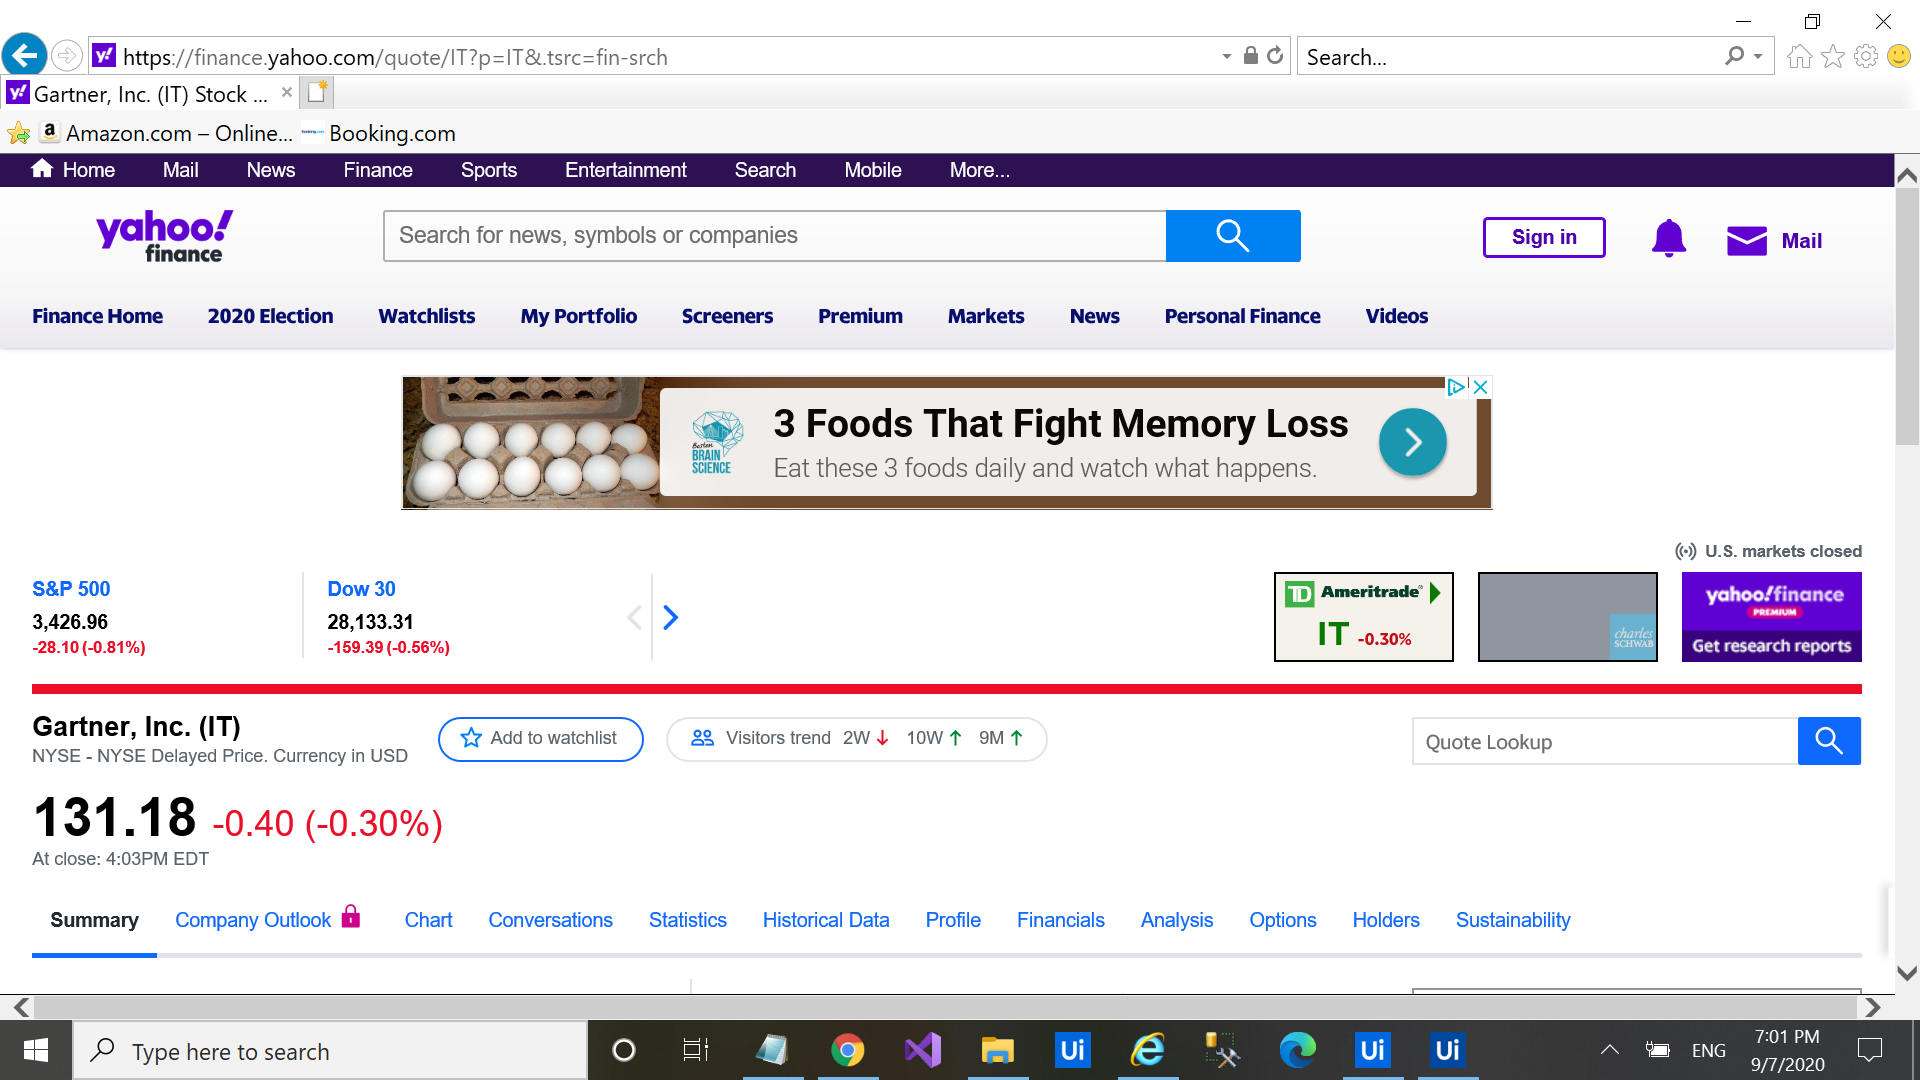 https://finance.yahoo.com/quote/IT?p=IT&.tsrc=fin-srch
Search...
Gartner, Inc. (IT) Stock ...
Amazon.com – Online...
Booking.com
Home Mail News Finance Sports Entertainment Search Mobile More...
yahoo!
finance
Search for news, symbols or companies
Sign in
Mail
Finance Home 2020 Election Watchlists My Portfolio Screeners Premium Markets News Personal Finance Videos
Boston
BRAIN
SCIENCE
3 Foods That Fight Memory Loss
Eat these 3 foods daily and watch what happens.
U.S. markets closed
S&P 500
3,426.96
-28.10 (-0.81%)
Dow 30
28,133.31
-159.39 (-0.56%)
TD Ameritrade®
IT -0.30%
charles
SCHWAB
yahoo!finance
PREMIUM
Get research reports
Gartner, Inc. (IT)
NYSE - NYSE Delayed Price. Currency in USD
Add to watchlist
Visitors trend 2W ↓ 10W ↑ 9M ↑
Quote Lookup
131.18 -0.40 (-0.30%)
At close: 4:03PM EDT
Summary Company Outlook Chart Conversations Statistics Historical Data Profile Financials Analysis Options Holders Sustainability
Type here to search
Ui
Ui
Ui
ENG
7:01 PM
9/7/2020